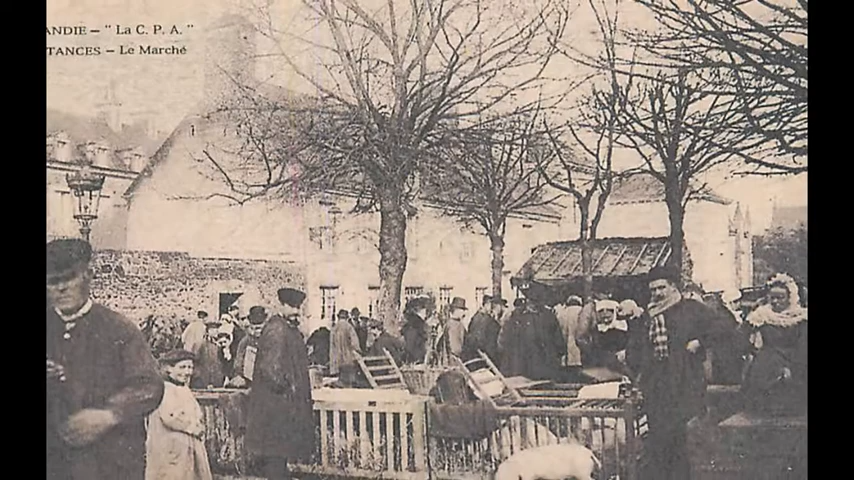 ANDIE – "La C. P. A."
TANCES – Le Marché